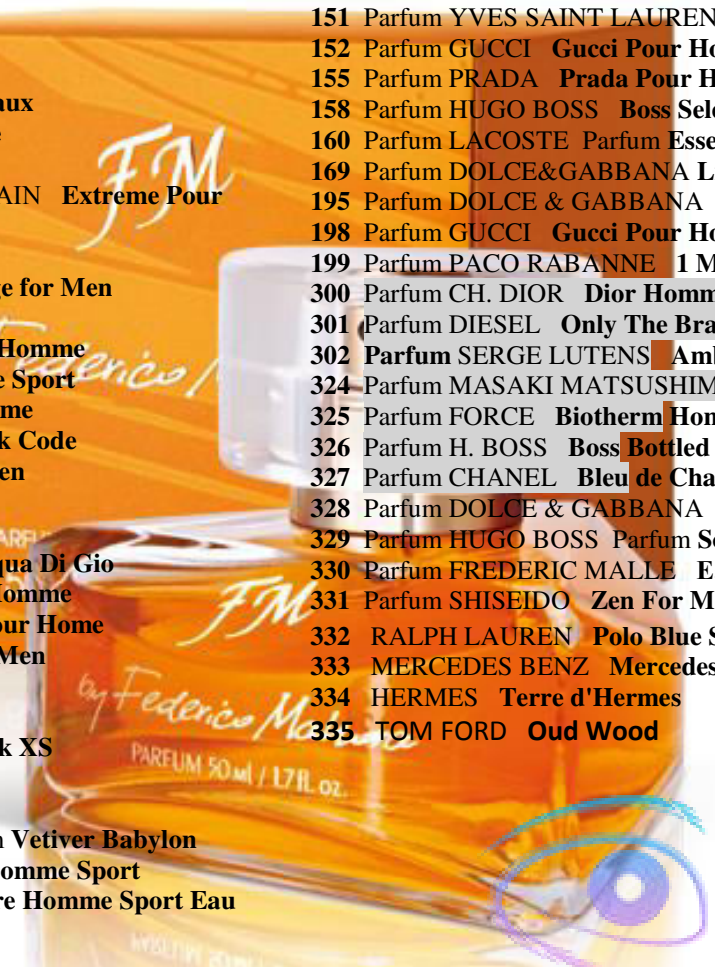 aux
AIN Extreme Pour
ge for Men
Homme
e Sport
me
k Code
en
qua Di Gio
Homme
our Home
Men
k XS
n Vetiver Babylon
omme Sport
re Homme Sport Eau
151 Parfum YVES SAINT LAUREN
152 Parfum GUCCI Gucci Pour Ho
155 Parfum PRADA Prada Pour H
158 Parfum HUGO BOSS Boss Sele
160 Parfum LACOSTE Parfum Esse
169 Parfum DOLCE&GABBANA L
195 Parfum DOLCE & GABBANA
198 Parfum GUCCI Gucci Pour Ho
199 Parfum PACO RABANNE 1 M
300 Parfum CH. DIOR Dior Homm
301 Parfum DIESEL Only The Bra
302 Parfum SERGE LUTENS Amb
324 Parfum MASAKI MATSUSHIM
325 Parfum FORCE Biotherm Hom
326 Parfum H. BOSS Boss Bottled
327 Parfum CHANEL Bleu de Cha
328 Parfum DOLCE & GABBANA
329 Parfum HUGO BOSS Parfum Se
330 Parfum FREDERIC MALLE E
331 Parfum SHISEIDO Zen For M
332 RALPH LAUREN Polo Blue S
333 MERCEDES BENZ Mercedes
334 HERMES Terre d'Hermes
335 TOM FORD Oud Wood
FM
Federico M
FM
by Federico
PARFUM 50 ml / 1.7 fl. oz.